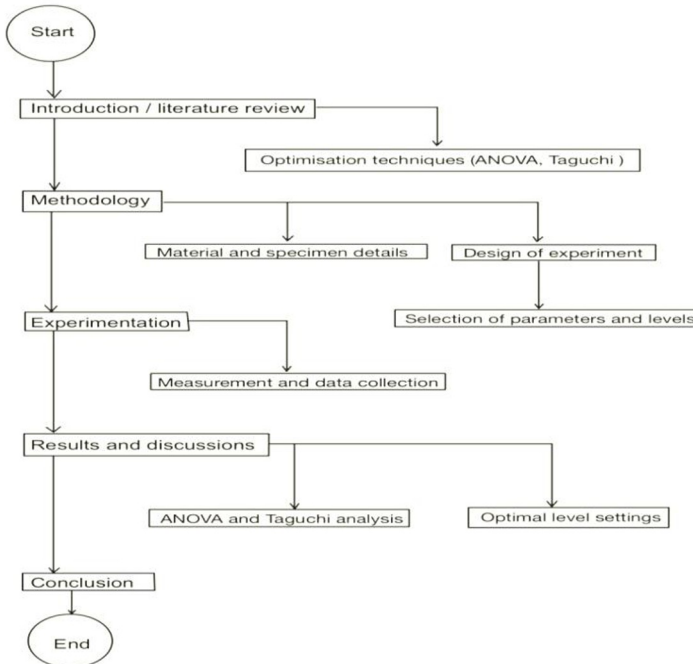 Start
Introduction / literature review
Optimisation techniques (ANOVA, Taguchi )
Methodology
Material and specimen details
Design of experiment
Selection of parameters and levels
Experimentation
Measurement and data collection
Results and discussions
ANOVA and Taguchi analysis
Optimal level settings
Conclusion
End